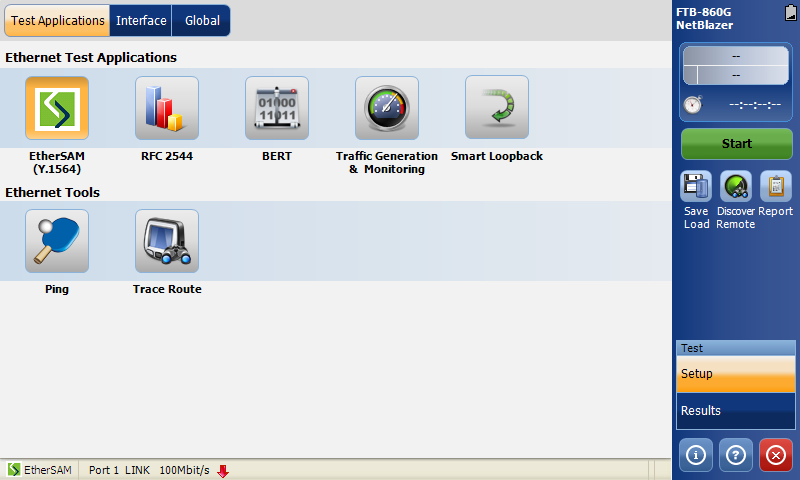 Test Applications
Interface
Global
Ethernet Test Applications
01000
11011
EtherSAM
(Y.1564)
RFC 2544
BERT
Traffic Generation
& Monitoring
Smart Loopback
Ethernet Tools
Ping
Trace Route
EtherSAM
Port 1 LINK 100Mbit/s
FTB-860G
NetBlazer
--
--
--:--:--:--
Start
Save
Load
Discover
Remote
Report
Test
Setup
Results